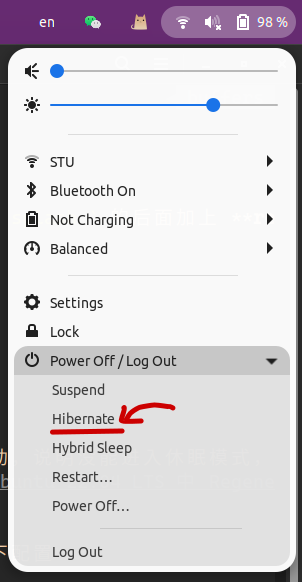 en
98 %
STU
Bluetooth On
Not Charging
Balanced
Settings
Lock
Power Off / Log Out
Suspend
Hibernate
Hybrid Sleep
Restart...
Power Off...
Log Out